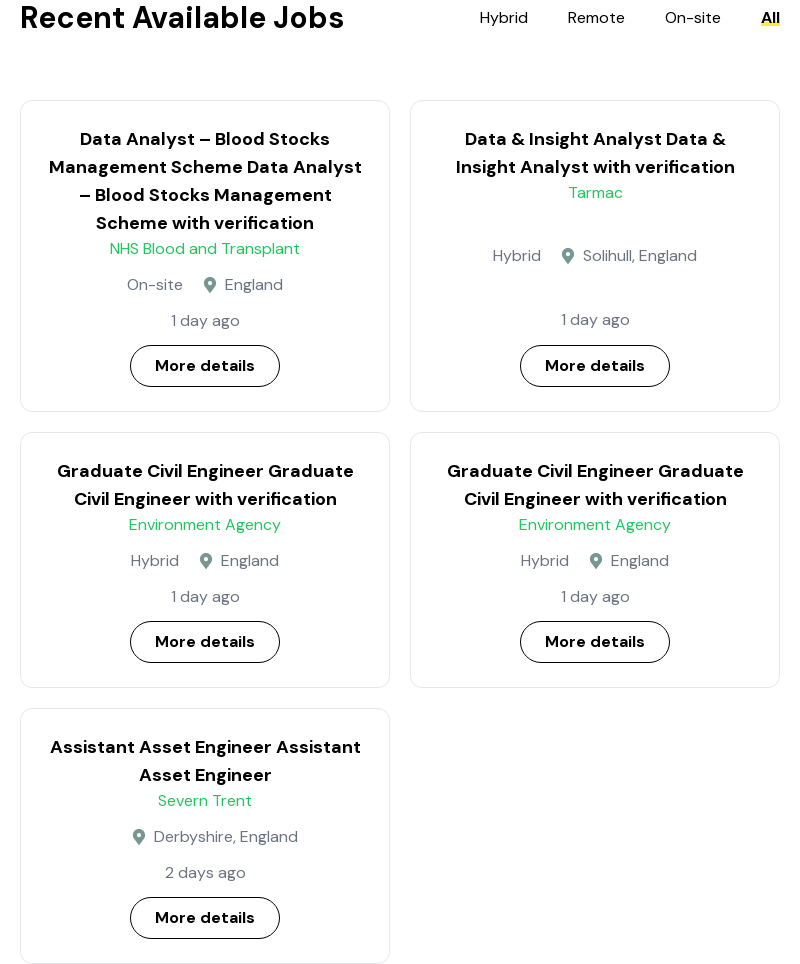 Recent Available Jobs
Hybrid
Remote
On-site
All
Data Analyst – Blood Stocks
Management Scheme Data Analyst
– Blood Stocks Management
Scheme with verification
NHS Blood and Transplant
On-site
England
1 day ago
More details
Data & Insight Analyst Data &
Insight Analyst with verification
Tarmac
Hybrid
Solihull, England
1 day ago
More details
Graduate Civil Engineer Graduate
Civil Engineer with verification
Environment Agency
Hybrid
England
1 day ago
More details
Graduate Civil Engineer Graduate
Civil Engineer with verification
Environment Agency
Hybrid
England
1 day ago
More details
Assistant Asset Engineer Assistant
Asset Engineer
Severn Trent
Derbyshire, England
2 days ago
More details